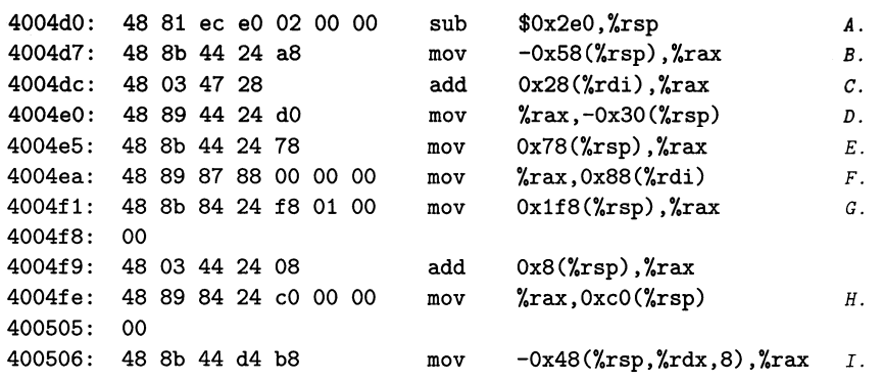 4004d0: 48 81 ec e0 02 00 00 sub $0x2e0,%rsp A.
4004d7: 48 8b 44 24 a8 mov -0x58(%rsp),%rax B.
4004dc: 48 03 47 28 add 0x28(%rdi),%rax C.
4004e0: 48 89 44 24 d0 mov %rax,-0x30(%rsp) D.
4004e5: 48 8b 44 24 78 mov 0x78(%rsp),%rax E.
4004ea: 48 89 87 88 00 00 00 mov %rax,0x88(%rdi) F.
4004f1: 48 8b 84 24 f8 01 00 mov 0x1f8(%rsp),%rax G.
4004f8: 00
4004f9: 48 03 44 24 08 add 0x8(%rsp),%rax
4004fe: 48 89 84 24 c0 00 00 mov %rax,0xc0(%rsp) H.
400505: 00
400506: 48 8b 44 d4 b8 mov -0x48(%rsp,%rdx,8),%rax I.